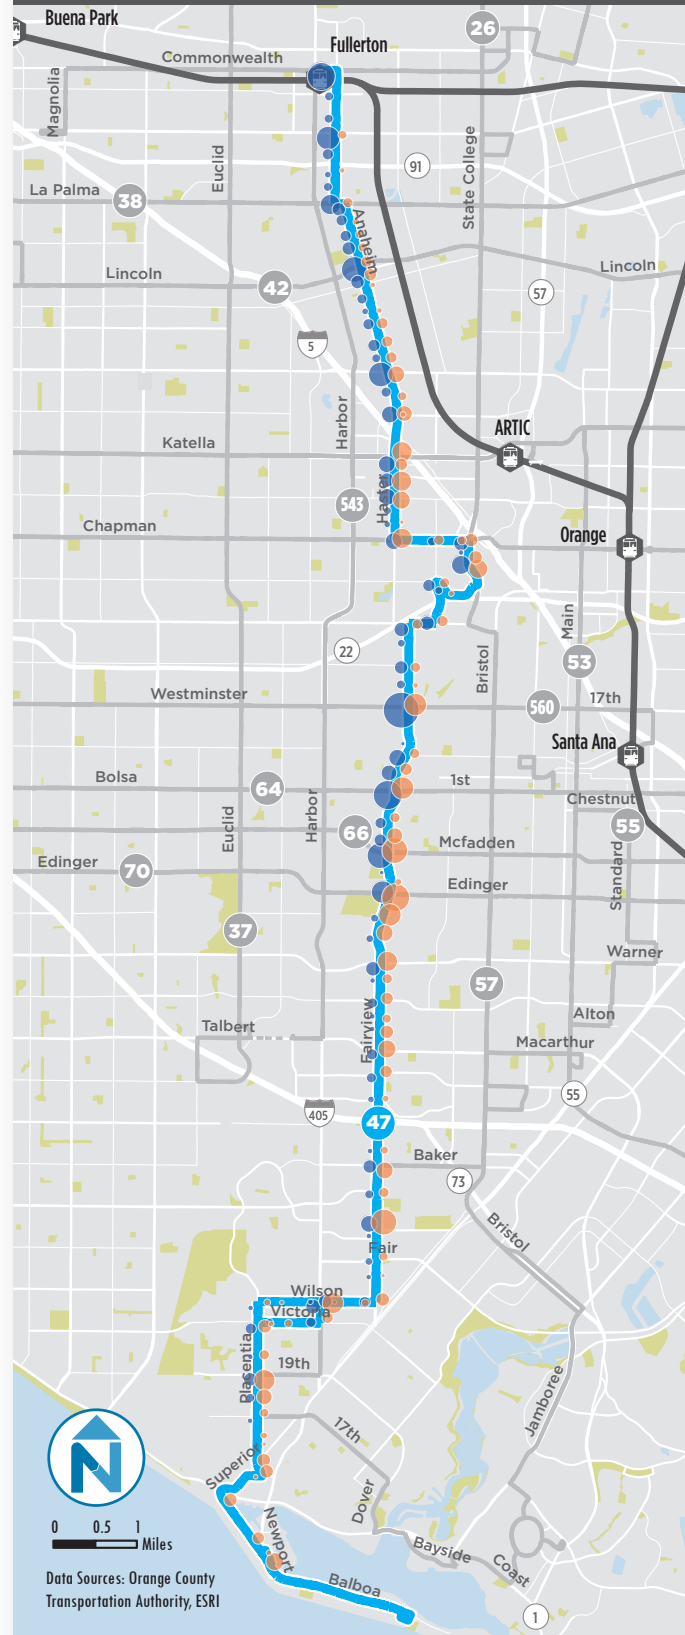 Buena Park
26
Fullerton
Commonwealth
Magnolia
Euclid
State College
91
La Palma
38
Anaheim
Lincoln
Lincoln
42
57
5
Harbor
ARTIC
Katella
Haster
543
Chapman
Orange
Main
22
Bristol
53
Westminster
560
17th
Santa Ana
Bolsa
64
1st
Chestnut
Euclid
Harbor
66
55
Mcfadden
Edinger
70
Edinger
Standard
37
Warner
57
Alton
Talbert
Fairview
Macarthur
55
405
47
Baker
73
Bristol
Fair
Wilson
Victoria
Placentia
19th
Jamboree
17th
Superior
N
Dover
Newport
0 0.5 1
Miles
Bayside
Coast
Balboa
Data Sources: Orange County
Transportation Authority, ESRI
1